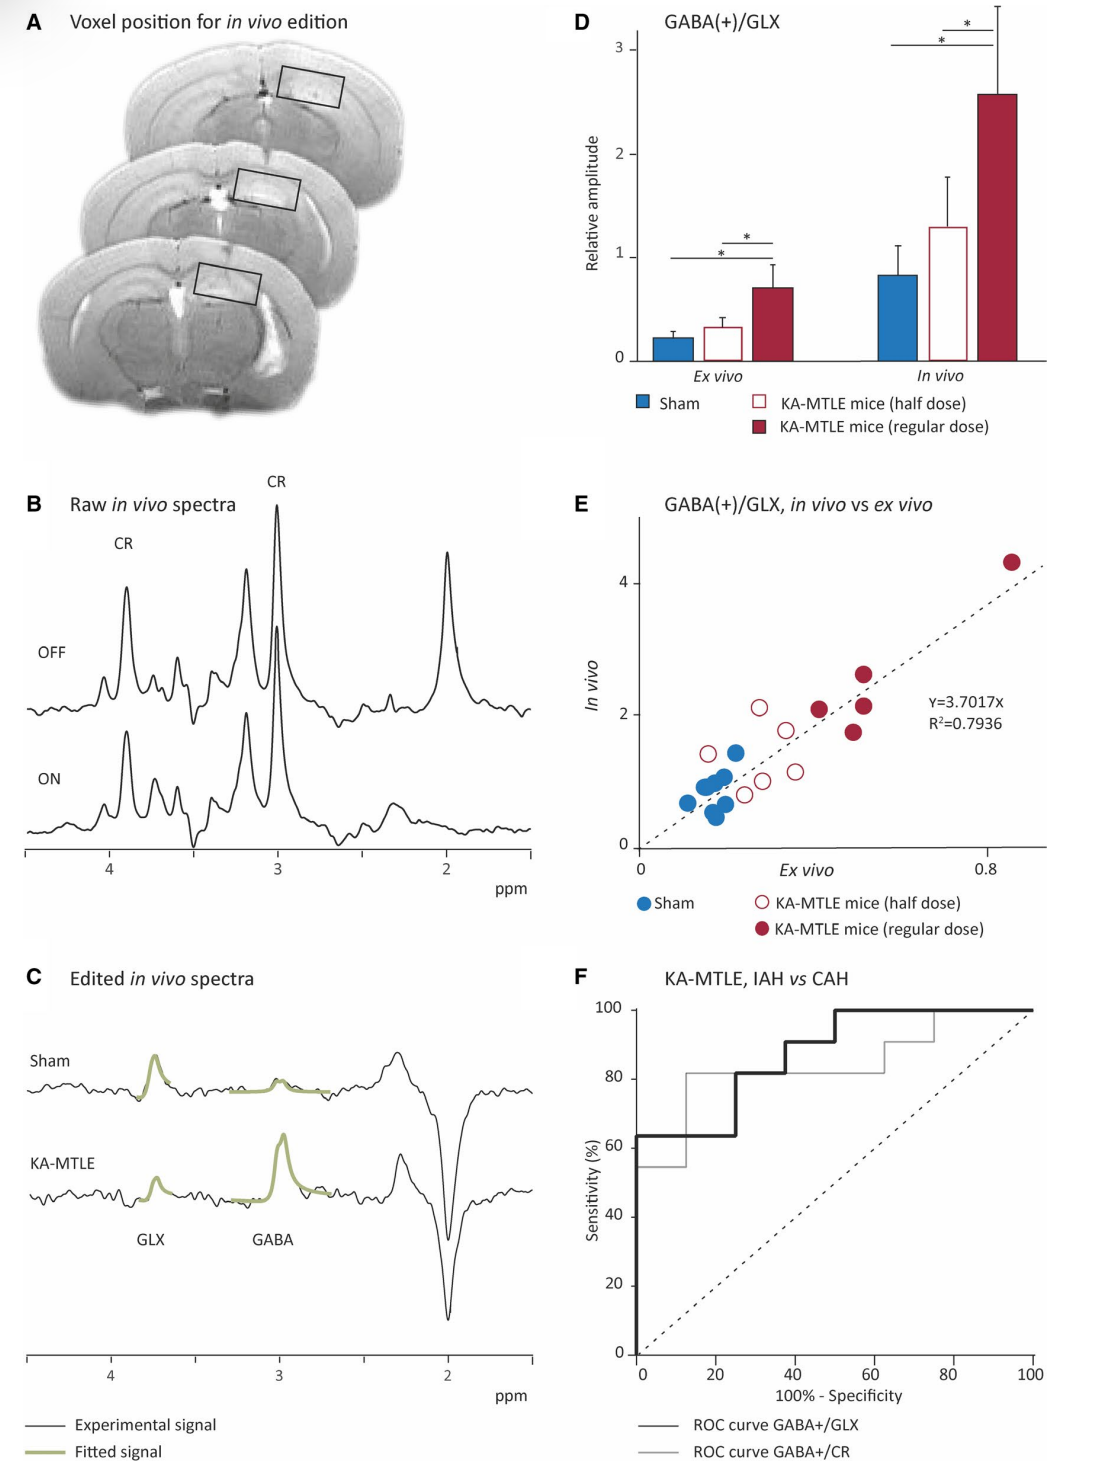 A Voxel position for in vivo edition
B Raw in vivo spectra
CR
CR
OFF
ON
4 3 2
ppm
C Edited in vivo spectra
Sham
KA-MTLE
GLX GABA
4 3 2
ppm
Experimental signal
Fitted signal
D GABA(+)/GLX
Relative amplitude
3
2
1
0
* *
* *
Ex vivo In vivo
Sham KA-MTLE mice (half dose)
KA-MTLE mice (regular dose)
E GABA(+)/GLX, in vivo vs ex vivo
In vivo
4
2
0
Y=3.7017X
R²=0.7936
0 Ex vivo 0.8
Sham KA-MTLE mice (half dose)
KA-MTLE mice (regular dose)
F KA-MTLE, IAH vs CAH
Sensitivity (%)
100
80
60
40
20
0
0 20 40 60 80 100
100% - Specificity
ROC curve GABA+/GLX
ROC curve GABA+/CR